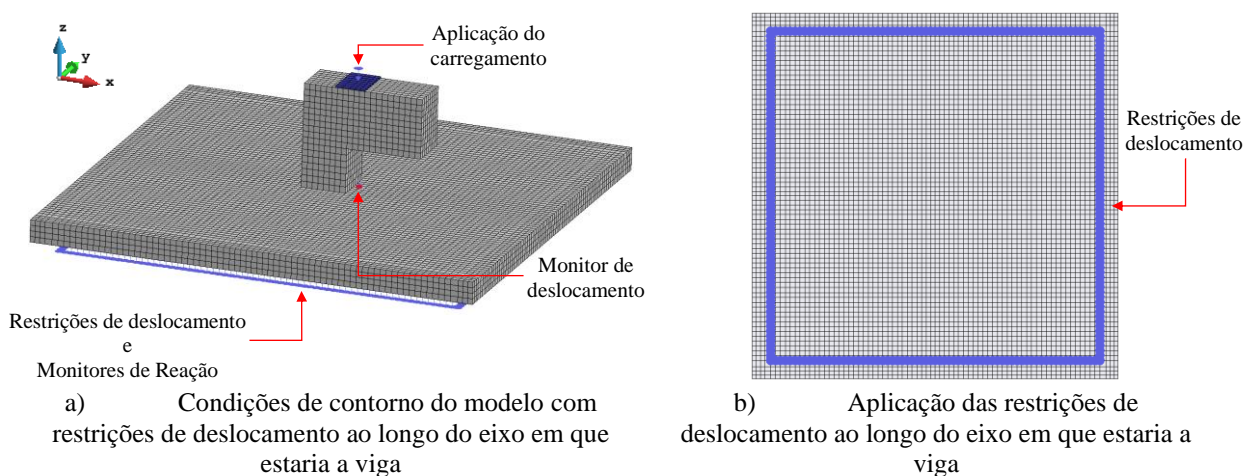 z
y
x
Aplicação do
carregamento
Monitor de
deslocamento
Restrições de deslocamento
e
Monitores de Reação
a) Condições de contorno do modelo com
restrições de deslocamento ao longo do eixo em que
estaria a viga
Restrições de
deslocamento
b) Aplicação das restrições de
deslocamento ao longo do eixo em que estaria a
viga